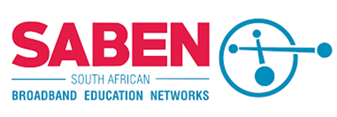 SABEN
SOUTH AFRICAN
BROADBAND EDUCATION NETWORKS